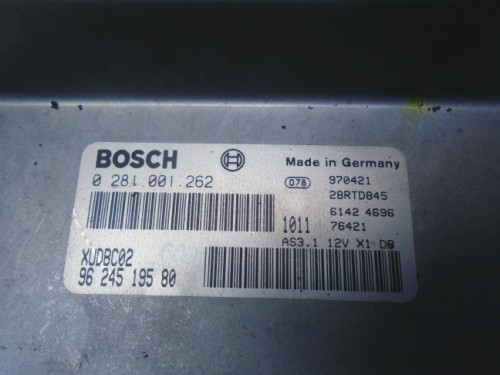 BOSCH
Made in Germany
0 281 001 262
078 970421
28RTD845
6142 4696
1011 76421
AS3.1 12V X1 D8
XUDBC02
96 245 195 80